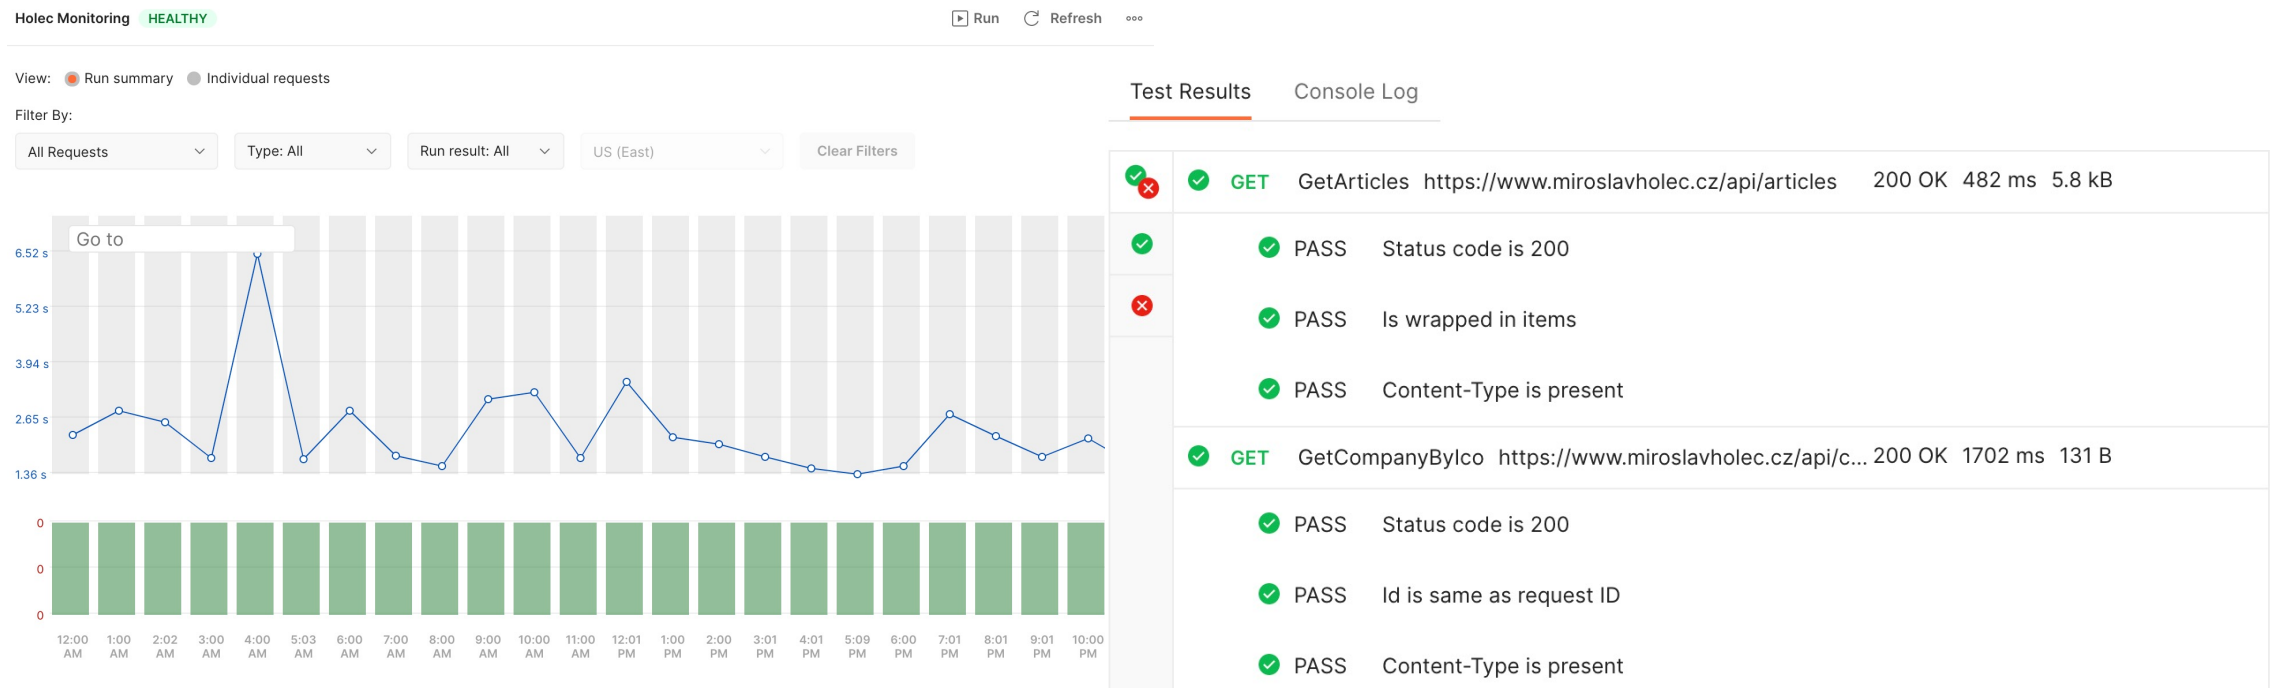 Holec Monitoring HEALTHY Run Refresh
View: Run summary Individual requests
Filter By:
All Requests Type: All Run result: All US (East) Clear Filters
Go to
6.52 s
5.23 s
3.94 s
2.65 s
1.36 s
0
0
0
12:00 AM 1:00 AM 2:02 AM 3:00 AM 4:00 AM 5:03 AM 6:00 AM 7:00 AM 8:00 AM 9:00 AM 10:00 AM 11:00 AM 12:01 PM 1:00 PM 2:00 PM 3:01 PM 4:01 PM 5:09 PM 6:00 PM 7:01 PM 8:01 PM 9:01 PM 10:00 PM
Test Results Console Log
GET GetArticles https://www.miroslavholec.cz/api/articles 200 OK 482 ms 5.8 kB
PASS Status code is 200
PASS Is wrapped in items
PASS Content-Type is present
GET GetCompanyByIco https://www.miroslavholec.cz/api/c... 200 OK 1702 ms 131 B
PASS Status code is 200
PASS Id is same as request ID
PASS Content-Type is present